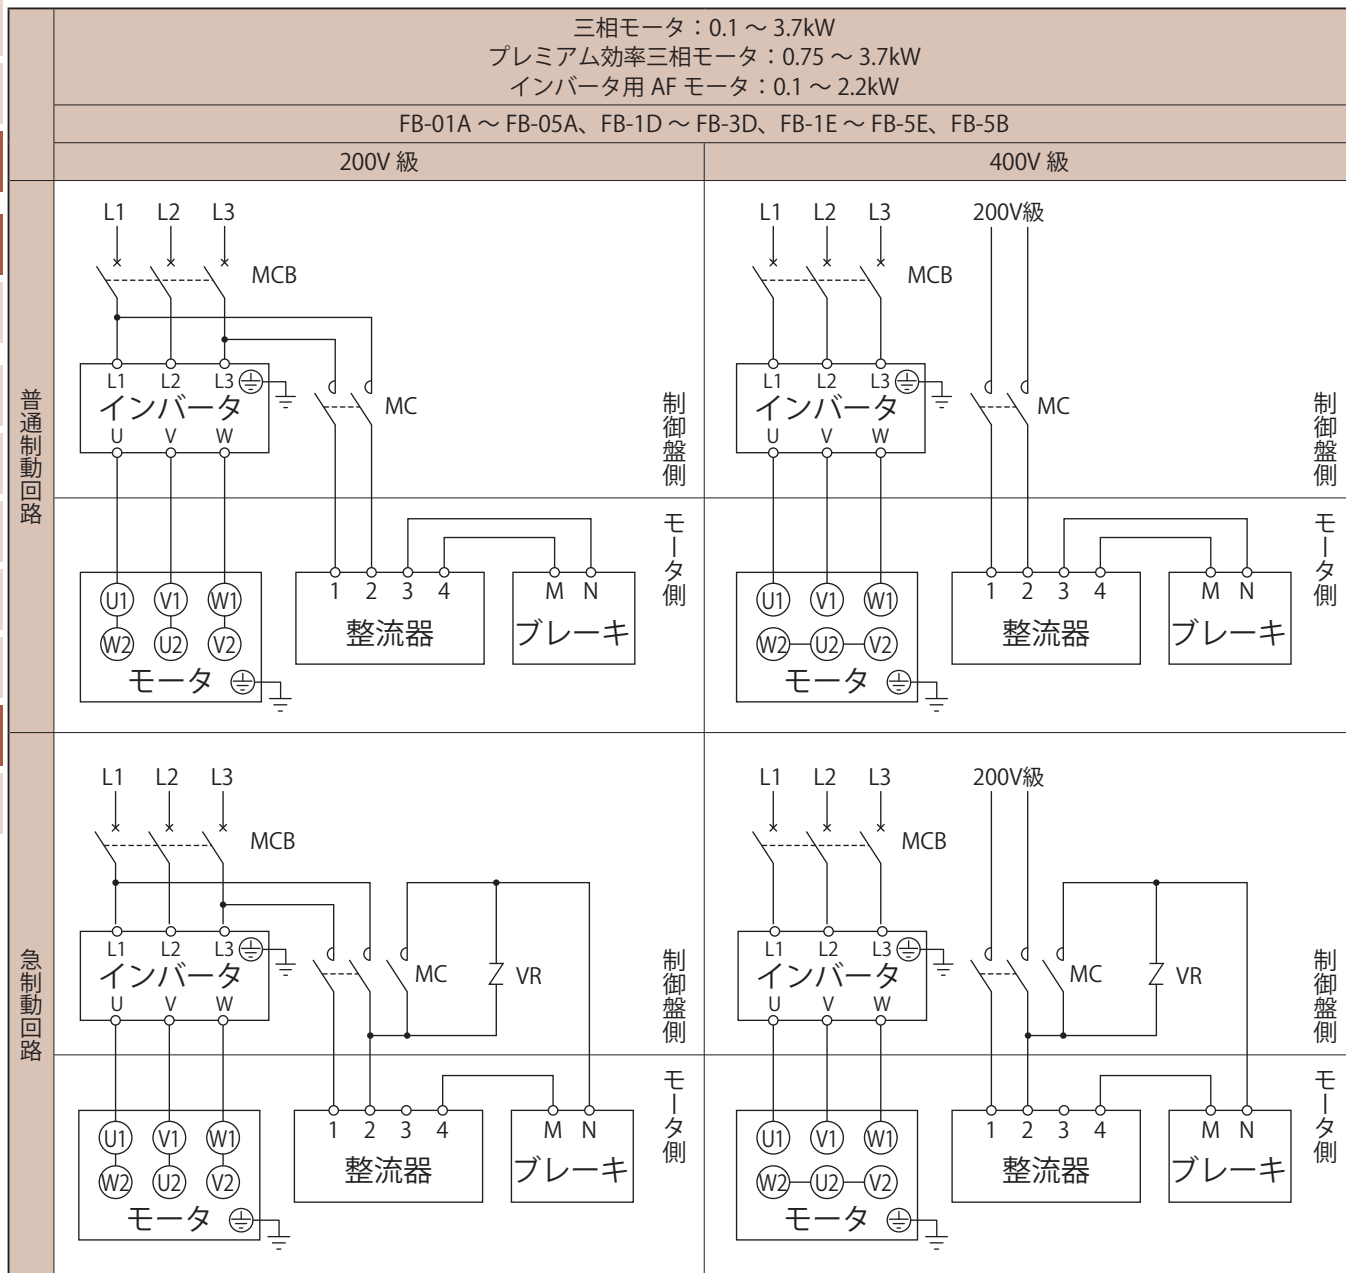 三相モータ：0.1 ～ 3.7kW
プレミアム効率三相モータ：0.75 ～ 3.7kW
インバータ用 AF モータ：0.1 ～ 2.2kW
FB-01A ～ FB-05A、FB-1D ～ FB-3D、FB-1E ～ FB-5E、FB-5B
200V 級
400V 級
普通制動回路
L1 L2 L3
MCB
L1 L2 L3
インバータ
U V W
MC
制御盤側
モータ側
U1 V1 W1
W2 U2 V2
モータ
1 2 3 4
整流器
M N
ブレーキ
L1 L2 L3
200V級
MCB
L1 L2 L3
インバータ
U V W
MC
制御盤側
モータ側
U1 V1 W1
W2 U2 V2
モータ
1 2 3 4
整流器
M N
ブレーキ
急制動回路
L1 L2 L3
MCB
L1 L2 L3
インバータ
U V W
MC
VR
制御盤側
モータ側
U1 V1 W1
W2 U2 V2
モータ
1 2 3 4
整流器
M N
ブレーキ
L1 L2 L3
200V級
MCB
L1 L2 L3
インバータ
U V W
MC
VR
制御盤側
モータ側
U1 V1 W1
W2 U2 V2
モータ
1 2 3 4
整流器
M N
ブレーキ